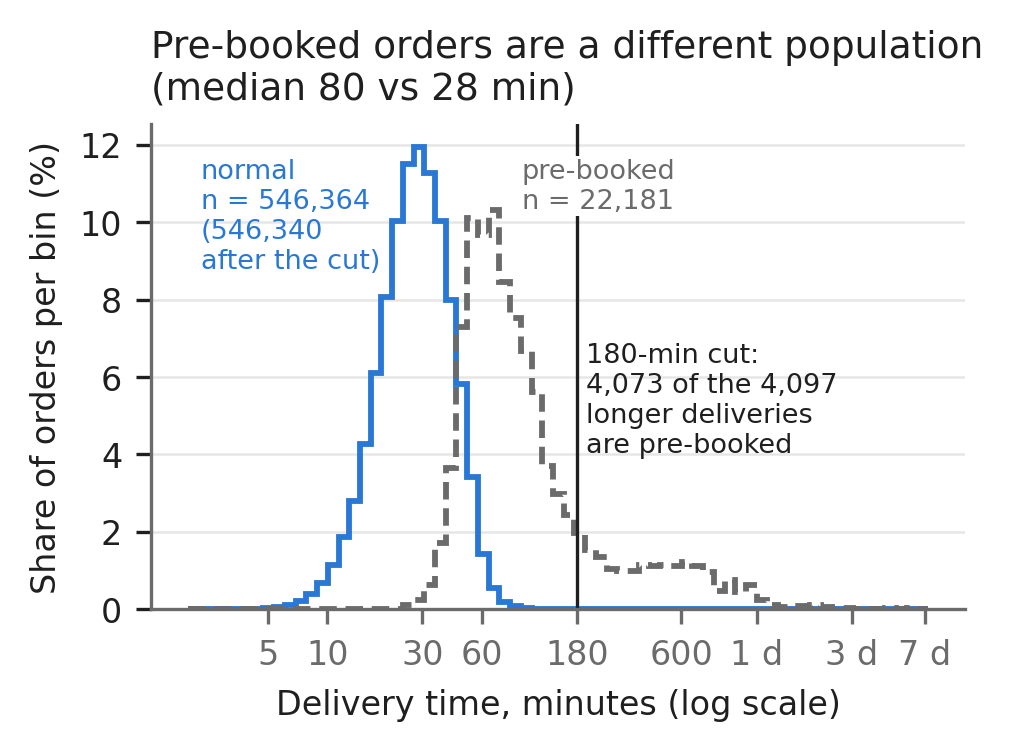 Pre-booked orders are a different population
(median 80 vs 28 min)
Share of orders per bin (%)
12
10
8
6
4
2
0
normal
n = 546,364
(546,340
after the cut)
pre-booked
n = 22,181
180-min cut:
4,073 of the 4,097
longer deliveries
are pre-booked
5 10 30 60 180 600 1 d 3 d 7 d
Delivery time, minutes (log scale)